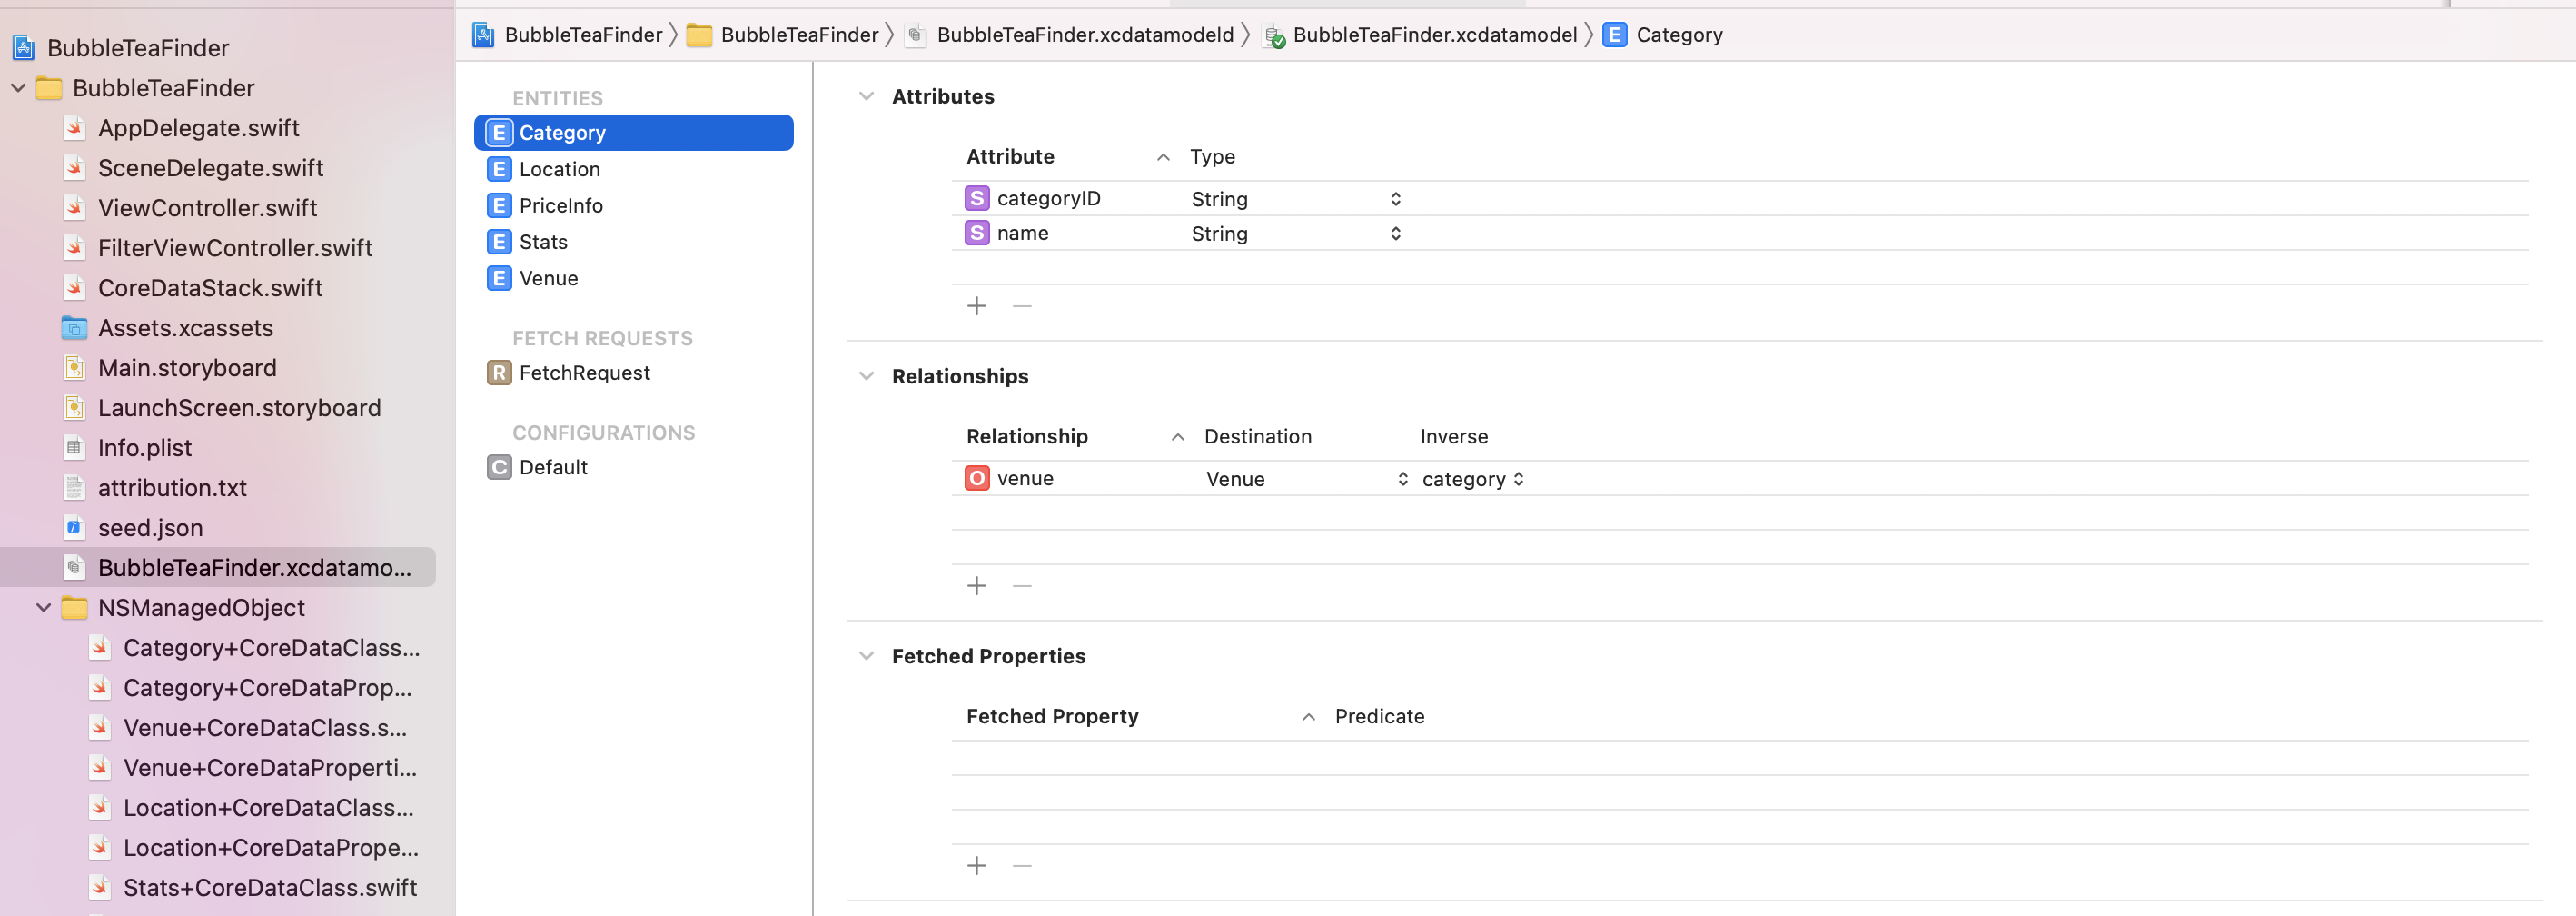 BubbleTeaFinder
BubbleTeaFinder
AppDelegate.swift
SceneDelegate.swift
ViewController.swift
FilterViewController.swift
CoreDataStack.swift
Assets.xcassets
Main.storyboard
LaunchScreen.storyboard
Info.plist
attribution.txt
seed.json
BubbleTeaFinder.xcdatamo...
NSManagedObject
Category+CoreDataClass...
Category+CoreDataProp...
Venue+CoreDataClass.s...
Venue+CoreDataProperti...
Location+CoreDataClass...
Location+CoreDataPrope...
Stats+CoreDataClass.swift
BubbleTeaFinder BubbleTeaFinder BubbleTeaFinder.xcdatamodeld BubbleTeaFinder.xcdatamodel E Category
ENTITIES
E Category
E Location
E PriceInfo
E Stats
E Venue
FETCH REQUESTS
R FetchRequest
CONFIGURATIONS
C Default
Attributes
Attribute Type
S categoryID String
S name String
Relationships
Relationship Destination Inverse
O venue Venue category
Fetched Properties
Fetched Property Predicate